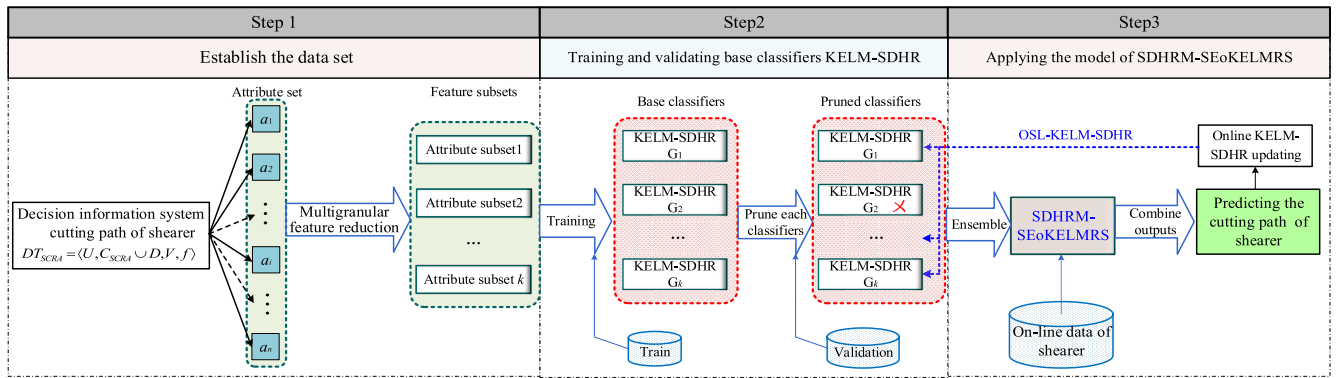 Step 1
Step2
Step3
Establish the data set
Training and validating base classifiers KELM-SDHR
Applying the model of SDHRM-SEoKELMRS
Attribute set
a1
a2
⋮
al
⋮
an
Decision information system
cutting path of shearer
DT_SCRA = ⟨U, C_SCRA ∪ D, V, f⟩
Multigranular
feature reduction
Feature subsets
Attribute subset1
Attribute subset2
...
Attribute subset k
Training
Base classifiers
KELM-SDHR
G1
KELM-SDHR
G2
...
KELM-SDHR
Gk
Train
Prune each
classifiers
Pruned classifiers
KELM-SDHR
G1
KELM-SDHR
G2
...
KELM-SDHR
Gk
Validation
OSL-KELM-SDHR
Online KELM-
SDHR updating
Ensemble
SDHRM-
SEoKELMRS
Combine
outputs
Predicting the
cutting path of
shearer
On-line data of
shearer